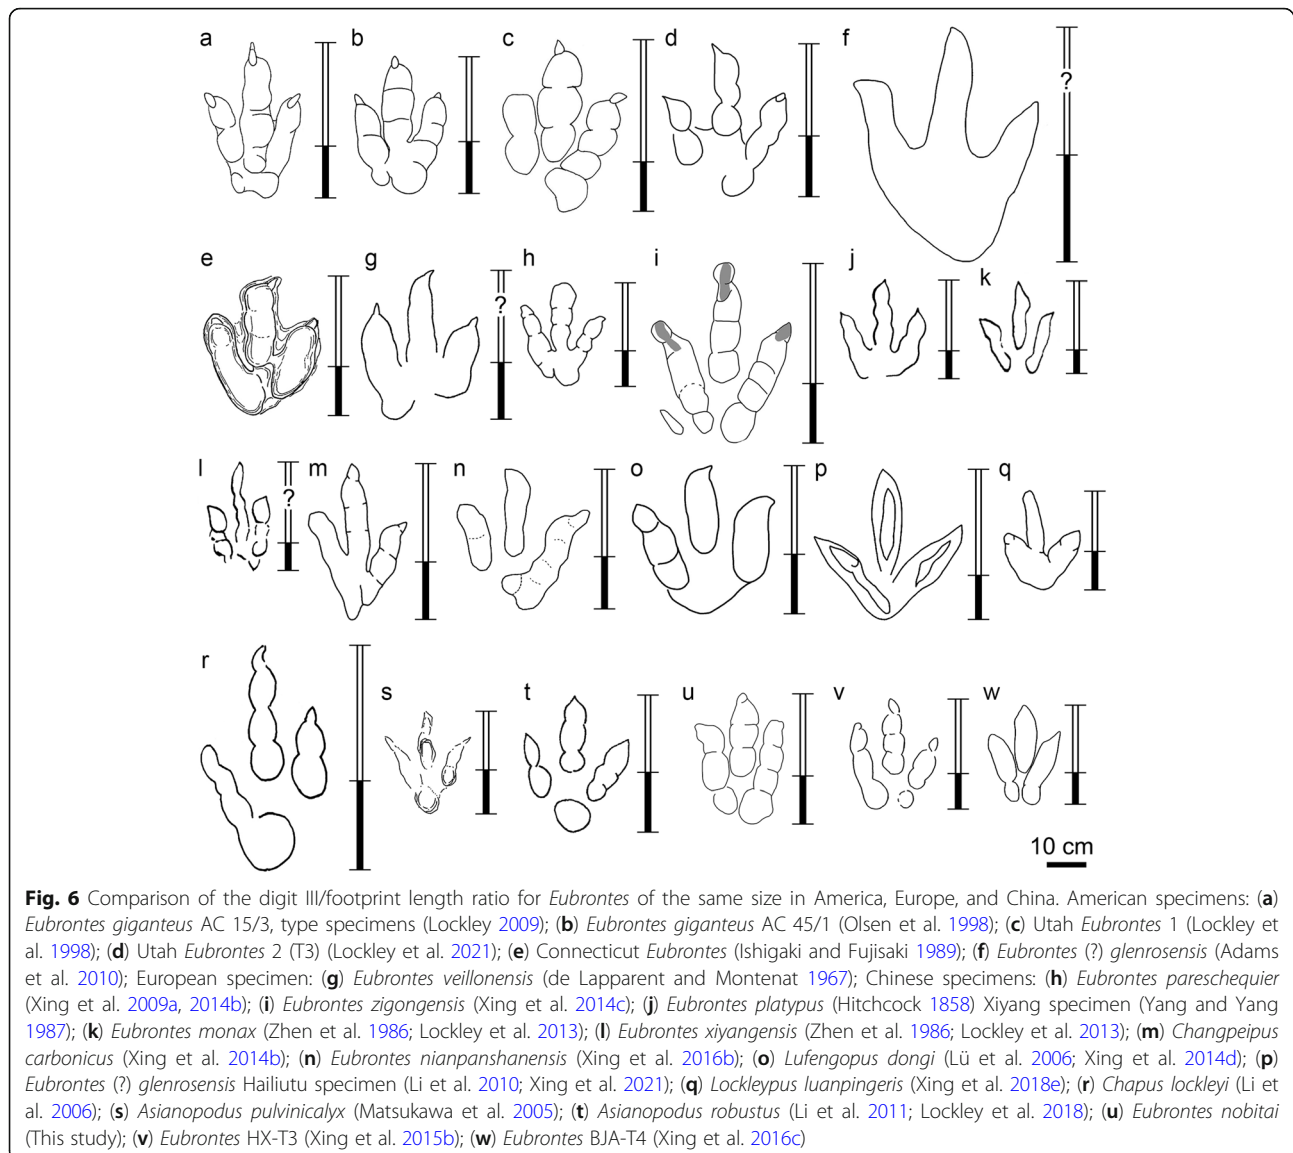 a b c d f
?
e g h i j k
?
l m n o p q
?
r s t u v w
10 cm
Fig. 6 Comparison of the digit III/footprint length ratio for Eubrontes of the same size in America, Europe, and China. American specimens: (a)
Eubrontes giganteus AC 15/3, type specimens (Lockley 2009); (b) Eubrontes giganteus AC 45/1 (Olsen et al. 1998); (c) Utah Eubrontes 1 (Lockley
et al. 1998); (d) Utah Eubrontes 2 (T3) (Lockley et al. 2021); (e) Connecticut Eubrontes (Ishigaki and Fujisaki 1989); (f) Eubrontes (?) glenrosensis (Adams
et al. 2010); European specimen: (g) Eubrontes veillonensis (de Lapparent and Montenat 1967); Chinese specimens: (h) Eubrontes pareschequier
(Xing et al. 2009a, 2014b); (i) Eubrontes zigongensis (Xing et al. 2014c); (j) Eubrontes platypus (Hitchcock 1858) Xiyang specimen (Yang and Yang
1987); (k) Eubrontes monax (Zhen et al. 1986; Lockley et al. 2013); (l) Eubrontes xiyangensis (Zhen et al. 1986; Lockley et al. 2013); (m) Changpeipus
carbonicus (Xing et al. 2014b); (n) Eubrontes nianpanshanensis (Xing et al. 2016b); (o) Lufengopus dongi (Lü et al. 2006; Xing et al. 2014d); (p)
Eubrontes (?) glenrosensis Hailiutu specimen (Li et al. 2010; Xing et al. 2021); (q) Lockleypus luanpingeris (Xing et al. 2018e); (r) Chapus lockleyi (Li et
al. 2006); (s) Asianopodus pulvinicalyx (Matsukawa et al. 2005); (t) Asianopodus robustus (Li et al. 2011; Lockley et al. 2018); (u) Eubrontes nobitai
(This study); (v) Eubrontes HX-T3 (Xing et al. 2015b); (w) Eubrontes BJA-T4 (Xing et al. 2016c)